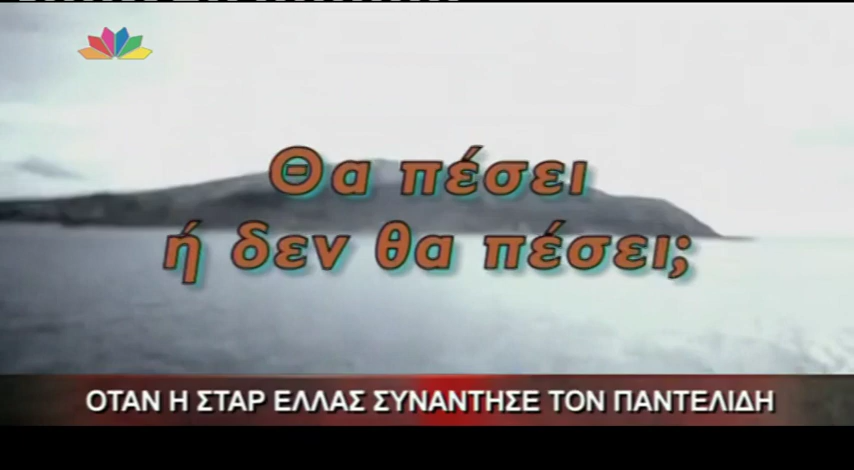 Θα πέσει
ή δεν θα πέσει;
ΟΤΑΝ Η ΣΤΑΡ ΕΛΛΑΣ ΣΥΝΑΝΤΗΣΕ ΤΟΝ ΠΑΝΤΕΛΙΔΗ